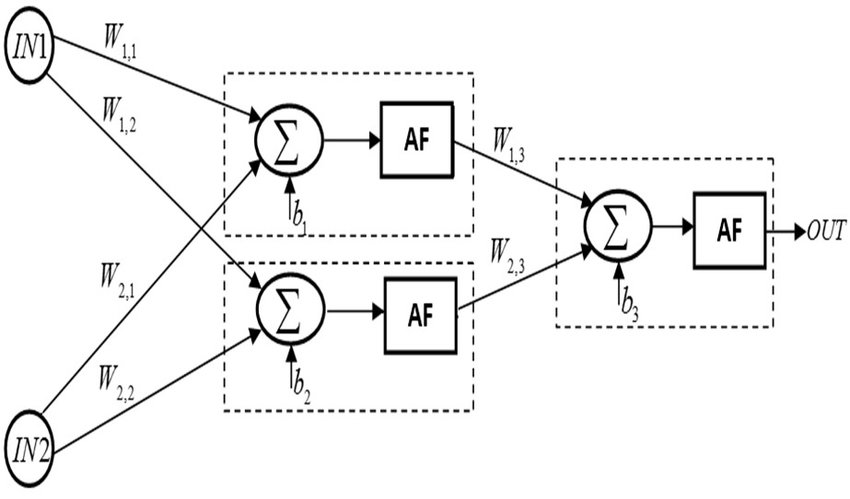 IN1
W1,1
W1,2
Σ
AF
b1
W1,3
W2,1
Σ
AF
b2
W2,3
Σ
AF
OUT
b3
W2,2
IN2